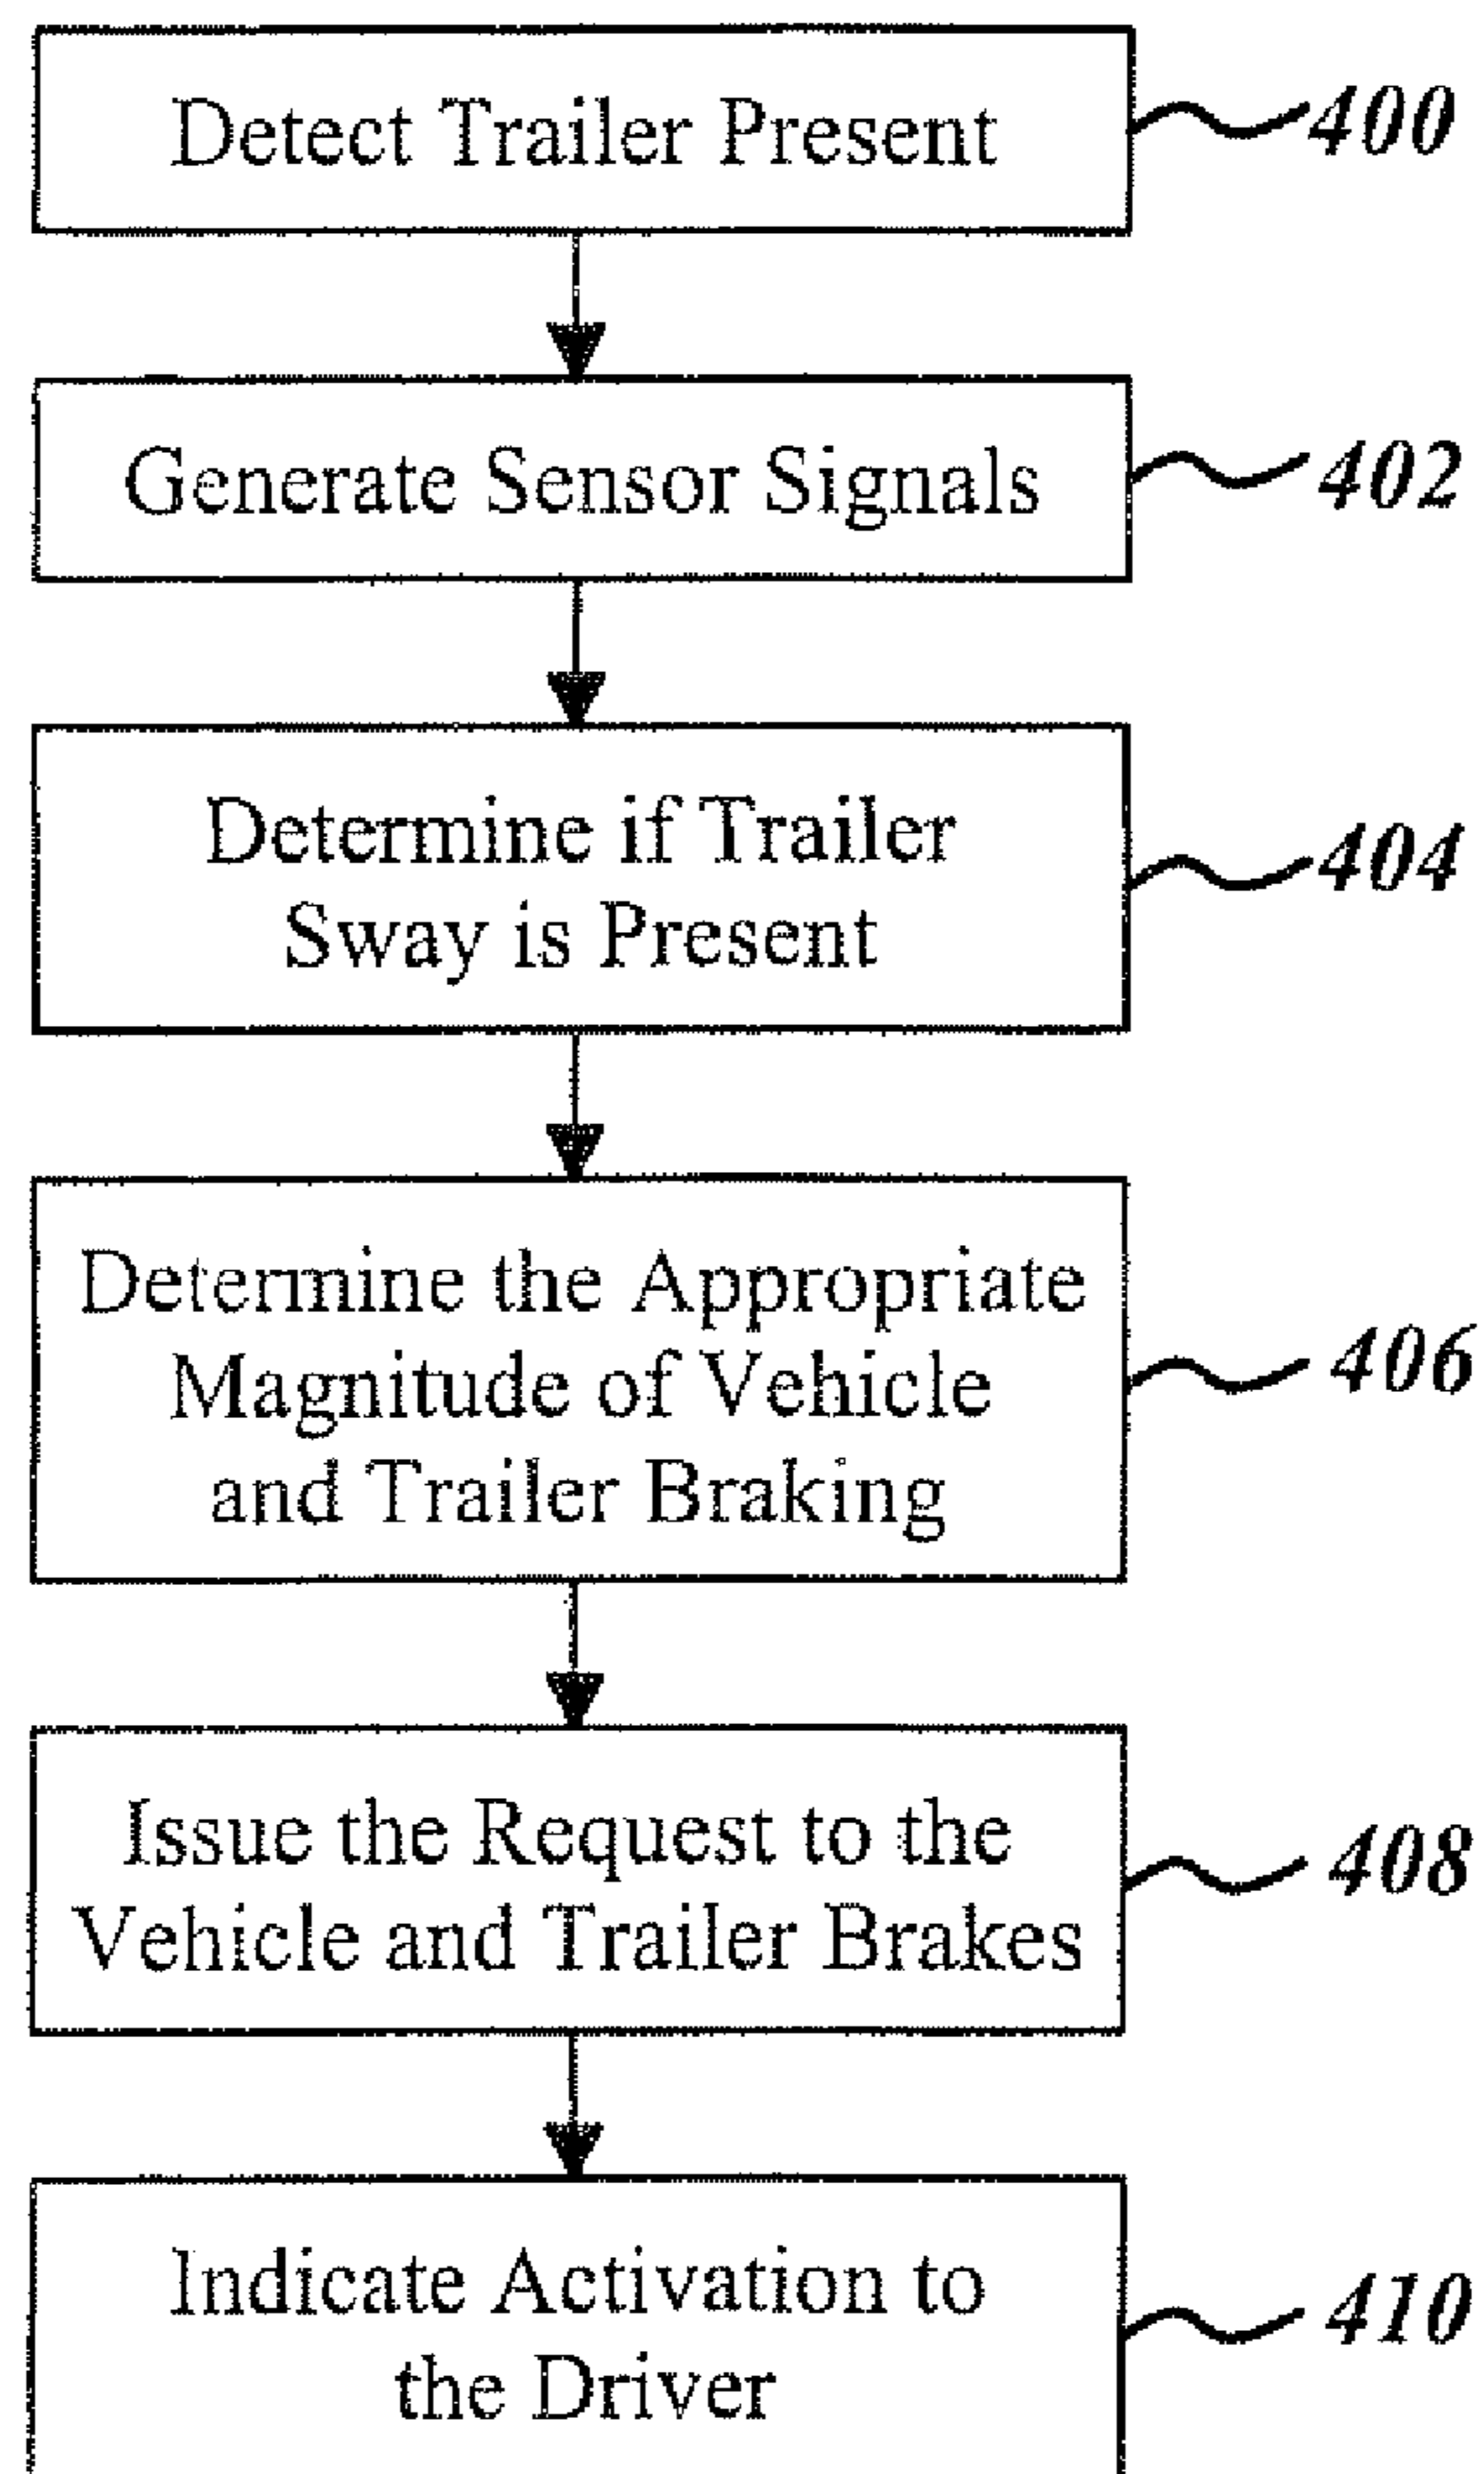 Detect Trailer Present
400
Generate Sensor Signals
402
Determine if Trailer
Sway is Present
404
Determine the Appropriate
Magnitude of Vehicle
and Trailer Braking
406
Issue the Request to the
Vehicle and Trailer Brakes
408
Indicate Activation to
the Driver
410